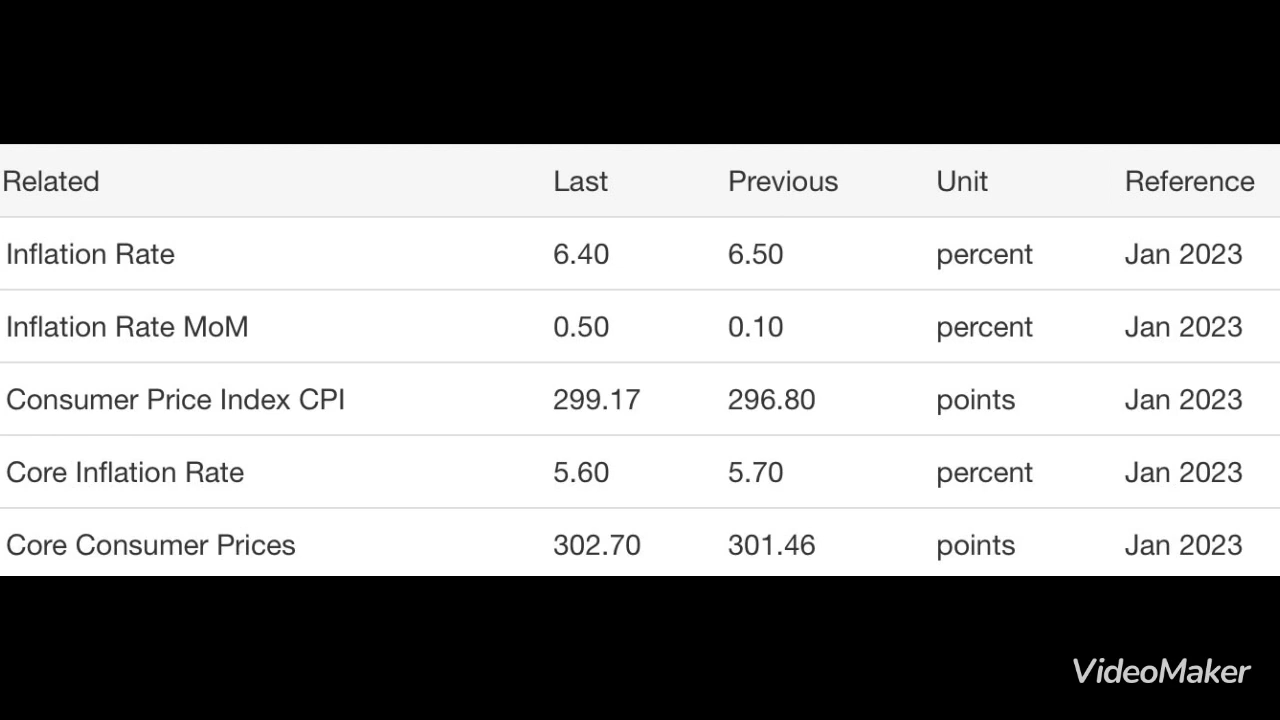 Related Last Previous Unit Reference
Inflation Rate 6.40 6.50 percent Jan 2023
Inflation Rate MoM 0.50 0.10 percent Jan 2023
Consumer Price Index CPI 299.17 296.80 points Jan 2023
Core Inflation Rate 5.60 5.70 percent Jan 2023
Core Consumer Prices 302.70 301.46 points Jan 2023
VideoMaker